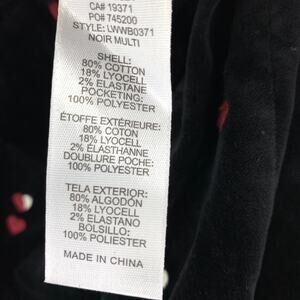 CA# 19371
PO# 745200
STYLE: LWWB0371
NOIR MULTI
SHELL:
80% COTTON
18% LYOCELL
2% ELASTANE
POCKETING:
100% POLYESTER
ÉTOFFE EXTÉRIEURE:
80% COTON
18% LYOCELL
2% ÉLASTHANNE
DOUBLURE POCHE:
100% POLYESTER
TELA EXTERIOR:
80% ALGODÓN
18% LYOCELL
2% ELASTANO
BOLSILLO:
100% POLIESTER
MADE IN CHINA